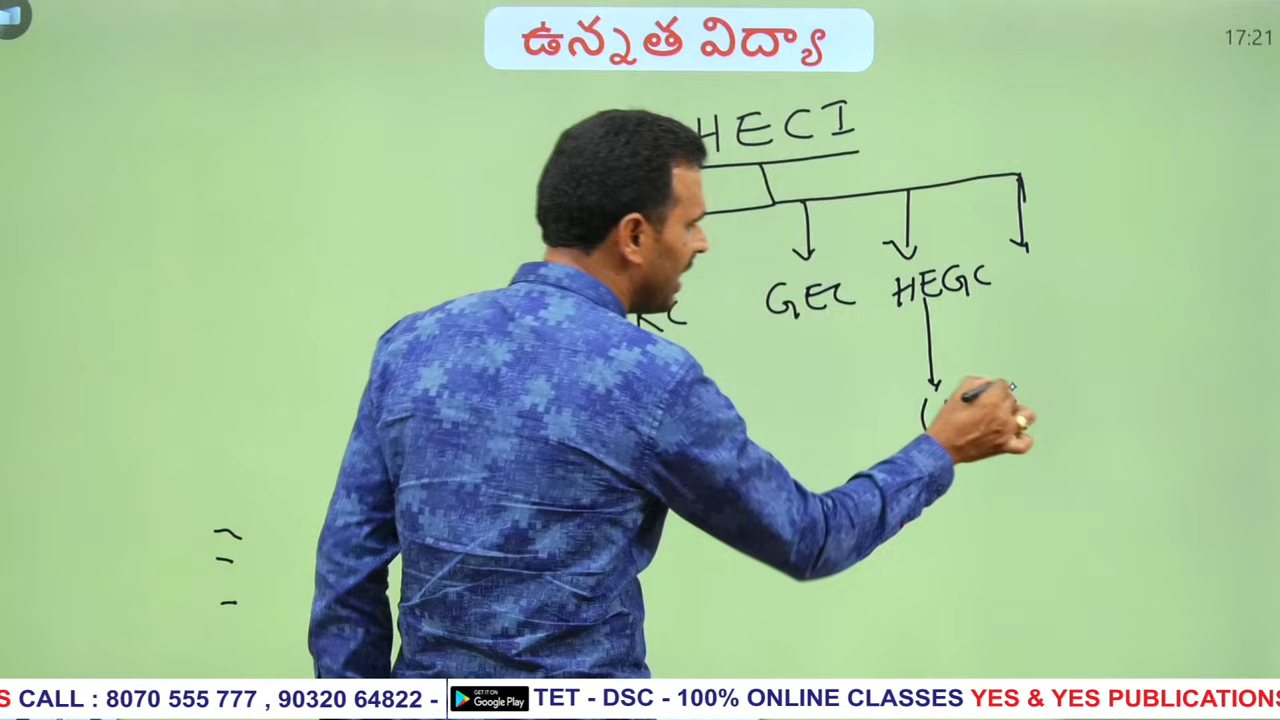 ఉన్నత విద్యా
17:21
HECI
GEC HEGC
RC
S CALL : 8070 555 777 , 90320 64822 - GET IT ON Google Play TET - DSC - 100% ONLINE CLASSES YES & YES PUBLICATIONS